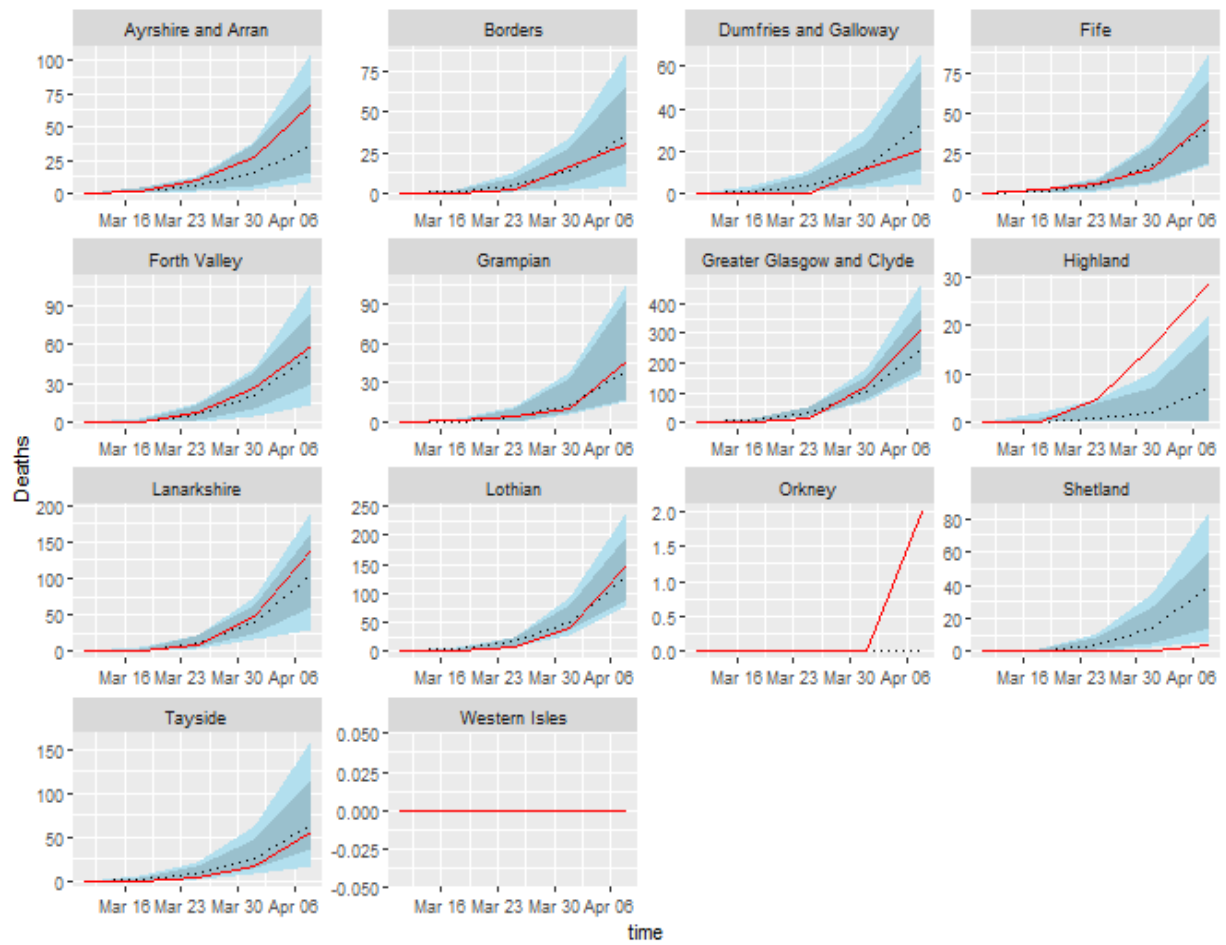 Ayrshire and Arran
Borders
Dumfries and Galloway
Fife
100
75
50
25
0
75
50
25
0
60
40
20
0
75
50
25
0
Mar 16 Mar 23 Mar 30 Apr 06
Mar 16 Mar 23 Mar 30 Apr 06
Mar 16 Mar 23 Mar 30 Apr 06
Mar 16 Mar 23 Mar 30 Apr 06
Forth Valley
Grampian
Greater Glasgow and Clyde
Highland
90
60
30
0
90
60
30
0
400
300
200
100
0
30
20
10
0
Mar 16 Mar 23 Mar 30 Apr 06
Mar 16 Mar 23 Mar 30 Apr 06
Mar 16 Mar 23 Mar 30 Apr 06
Mar 16 Mar 23 Mar 30 Apr 06
Deaths
Lanarkshire
Lothian
Orkney
Shetland
200
150
100
50
0
250
200
150
100
50
0
2.0
1.5
1.0
0.5
0.0
80
60
40
20
0
Mar 16 Mar 23 Mar 30 Apr 06
Mar 16 Mar 23 Mar 30 Apr 06
Mar 16 Mar 23 Mar 30 Apr 06
Mar 16 Mar 23 Mar 30 Apr 06
Tayside
Western Isles
150
100
50
0
0.050
0.025
0.000
-0.025
-0.050
Mar 16 Mar 23 Mar 30 Apr 06
Mar 16 Mar 23 Mar 30 Apr 06
time